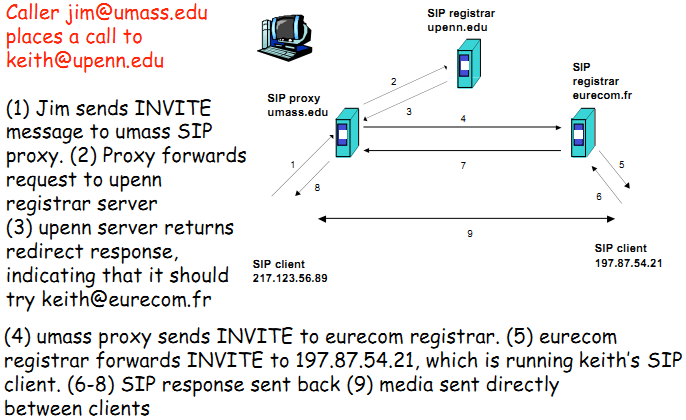 Caller jim@umass.edu
places a call to
keith@upenn.edu
(1) Jim sends INVITE
message to umass SIP
proxy. (2) Proxy forwards
request to upenn
registrar server
(3) upenn server returns
redirect response,
indicating that it should
try keith@eurecom.fr
SIP registrar
upenn.edu
SIP
registrar
eurecom.fr
SIP proxy
umass.edu
2
3
4
7
1
8
5
6
9
SIP client
217.123.56.89
SIP client
197.87.54.21
(4) umass proxy sends INVITE to eurecom registrar. (5) eurecom
registrar forwards INVITE to 197.87.54.21, which is running keith's SIP
client. (6-8) SIP response sent back (9) media sent directly
between clients